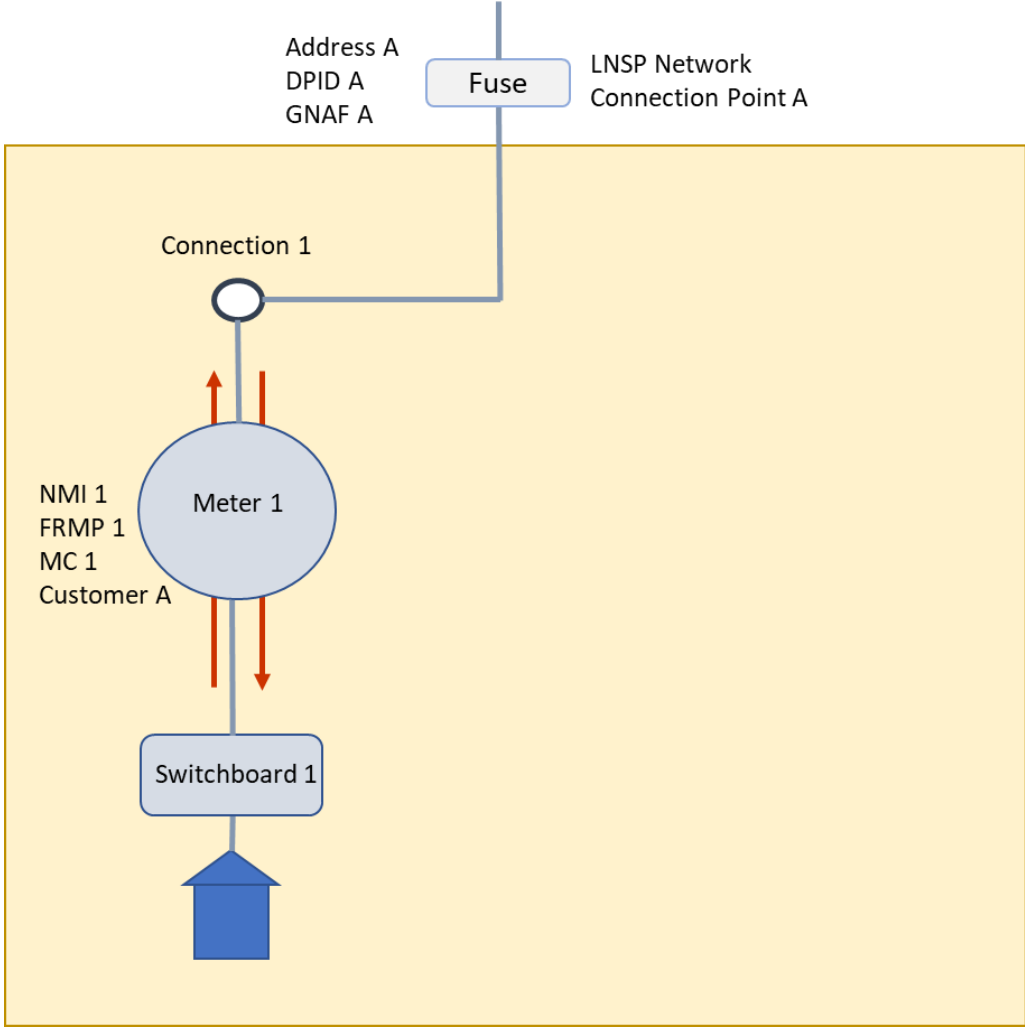 Address A
DPID A
GNAF A
Fuse
LNSP Network
Connection Point A
Connection 1
NMI 1
FRMP 1
MC 1
Customer A
Meter 1
Switchboard 1